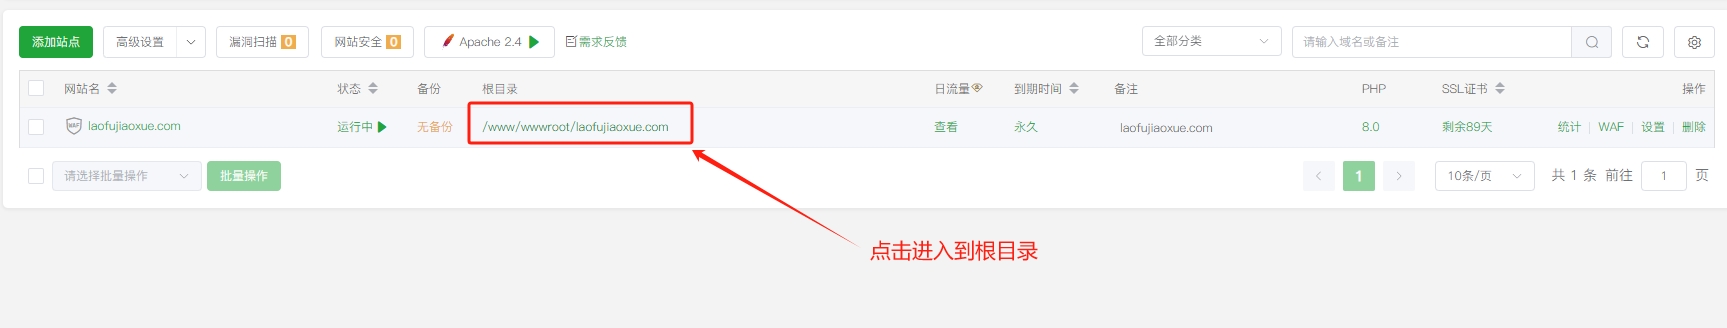 添加站点 高级设置 漏洞扫描 0 网站安全 0 Apache 2.4 需求反馈 全部分类 请输入域名或备注
网站名 状态 备份 根目录 日流量 到期时间 备注 PHP SSL证书 操作
WAF laofujiaoxue.com 运行中 无备份 /www/wwwroot/laofujiaoxue.com 查看 永久 laofujiaoxue.com 8.0 剩余89天 统计 | WAF | 设置 | 删除
请选择批量操作 批量操作 < 1 > 10条/页 共 1 条 前往 1 页
点击进入到根目录